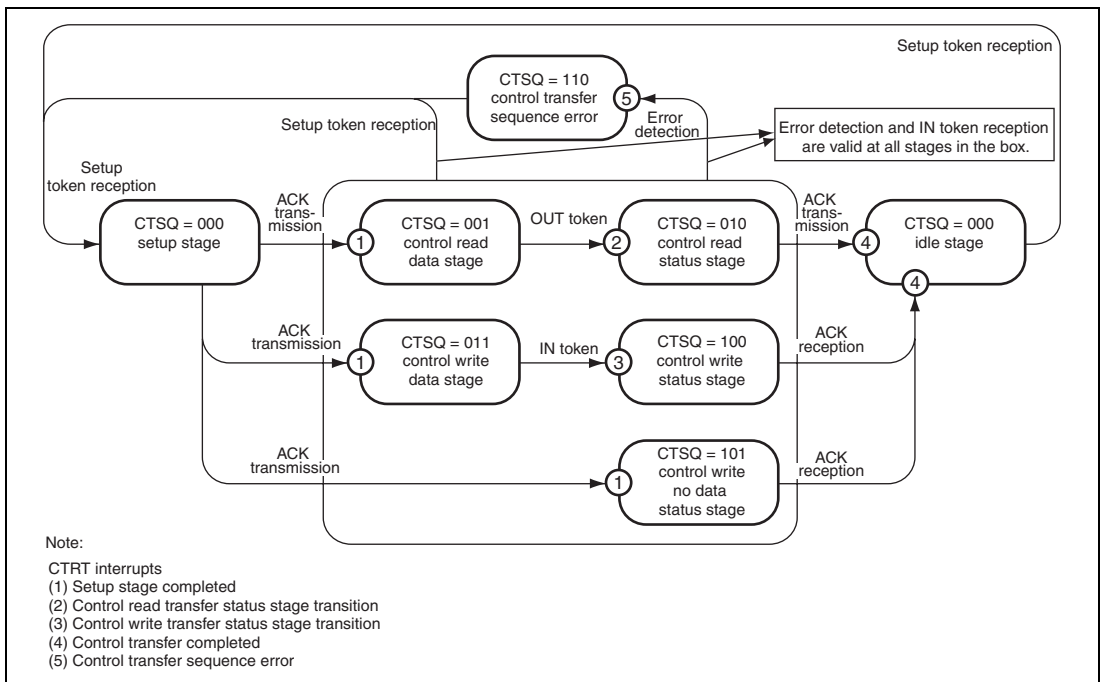 Setup token reception
CTSQ = 110
control transfer
sequence error
5
Setup token reception
Error
detection
Error detection and IN token reception
are valid at all stages in the box.
Setup
token reception
CTSQ = 000
setup stage
ACK
trans-
mission
1
CTSQ = 001
control read
data stage
OUT token
2
CTSQ = 010
control read
status stage
ACK
trans-
mission
4
CTSQ = 000
idle stage
4
ACK
transmission
1
CTSQ = 011
control write
data stage
IN token
3
CTSQ = 100
control write
status stage
ACK
reception
ACK
transmission
1
CTSQ = 101
control write
no data
status stage
ACK
reception
Note:
CTRT interrupts
(1) Setup stage completed
(2) Control read transfer status stage transition
(3) Control write transfer status stage transition
(4) Control transfer completed
(5) Control transfer sequence error